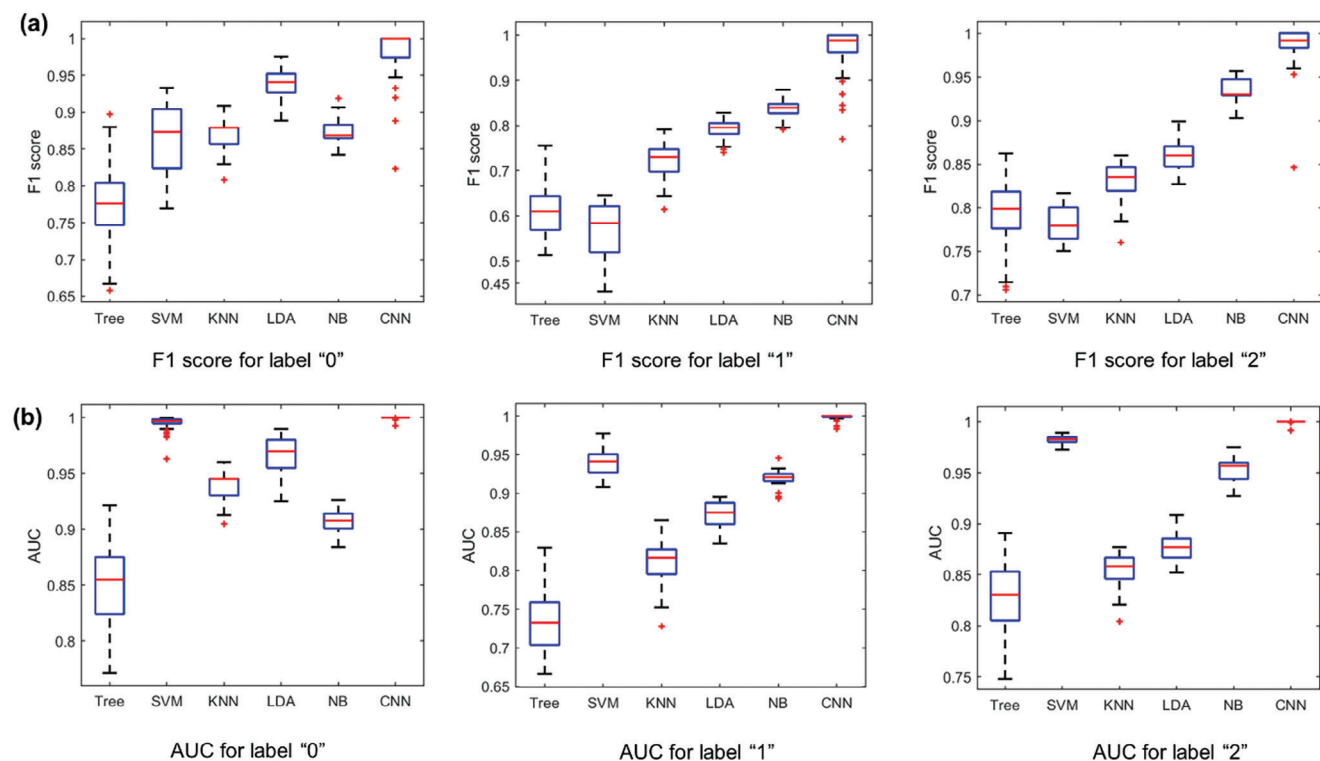 (a)
F1 score
1
0.95
0.9
0.85
0.8
0.75
0.7
0.65
Tree SVM KNN LDA NB CNN
F1 score for label “0”
F1 score
1
0.9
0.8
0.7
0.6
0.5
0.45
Tree SVM KNN LDA NB CNN
F1 score for label “1”
F1 score
1
0.95
0.9
0.85
0.8
0.75
0.7
Tree SVM KNN LDA NB CNN
F1 score for label “2”
(b)
AUC
1
0.95
0.9
0.85
0.8
Tree SVM KNN LDA NB CNN
AUC for label “0”
AUC
1
0.95
0.9
0.85
0.8
0.75
0.7
0.65
Tree SVM KNN LDA NB CNN
AUC for label “1”
AUC
1
0.95
0.9
0.85
0.8
0.75
Tree SVM KNN LDA NB CNN
AUC for label “2”